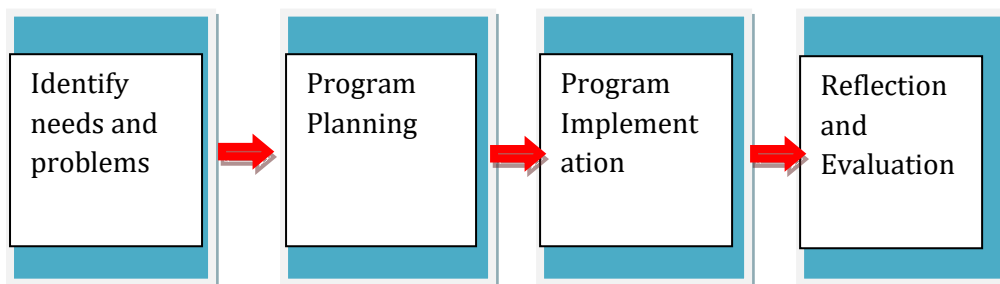 Identify
needs and
problems
Program
Planning
Program
Implement
ation
Reflection
and
Evaluation